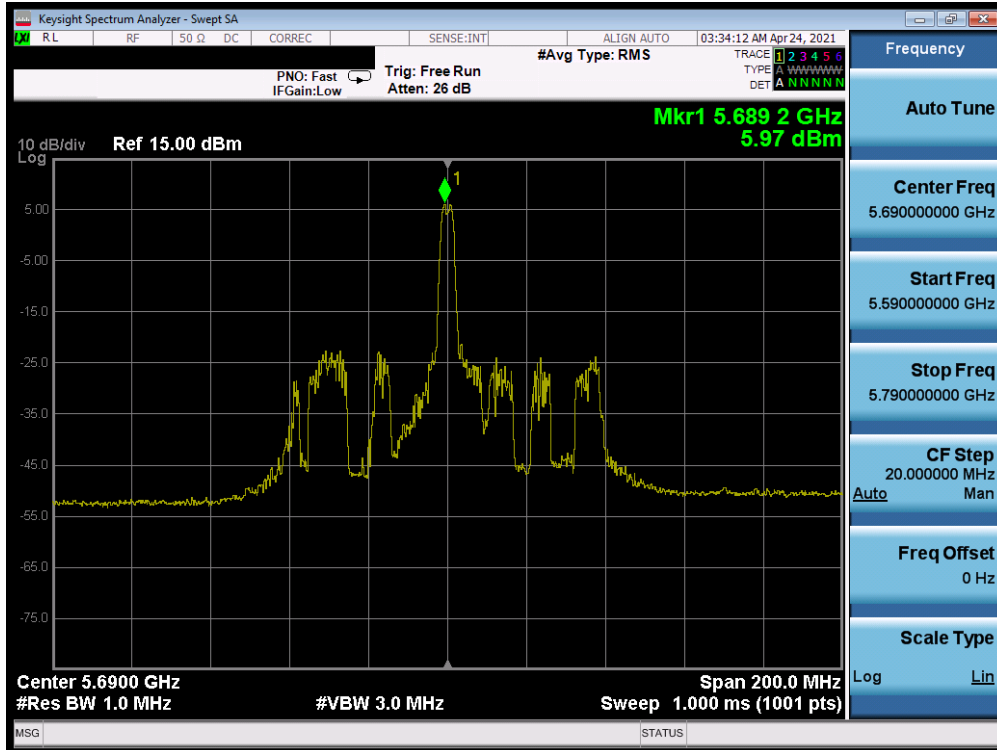 Keysight Spectrum Analyzer - Swept SA
LXI RL RF 50 Ω DC CORREC SENSE:INT ALIGN AUTO 03:34:12 AM Apr 24, 2021
PNO: Fast
IFGain:Low
Trig: Free Run
Atten: 26 dB
#Avg Type: RMS
TRACE 1 2 3 4 5 6
TYPE A WWWWW
DET A N N N N N
Mkr1 5.689 2 GHz
5.97 dBm
10 dB/div Ref 15.00 dBm
Log
1
5.00
-5.00
-15.0
-25.0
-35.0
-45.0
-55.0
-65.0
-75.0
Center 5.6900 GHz Span 200.0 MHz
#Res BW 1.0 MHz #VBW 3.0 MHz Sweep 1.000 ms (1001 pts)
MSG STATUS
Frequency
Auto Tune
Center Freq
5.690000000 GHz
Start Freq
5.590000000 GHz
Stop Freq
5.790000000 GHz
CF Step
20.000000 MHz
Auto Man
Freq Offset
0 Hz
Scale Type
Log Lin